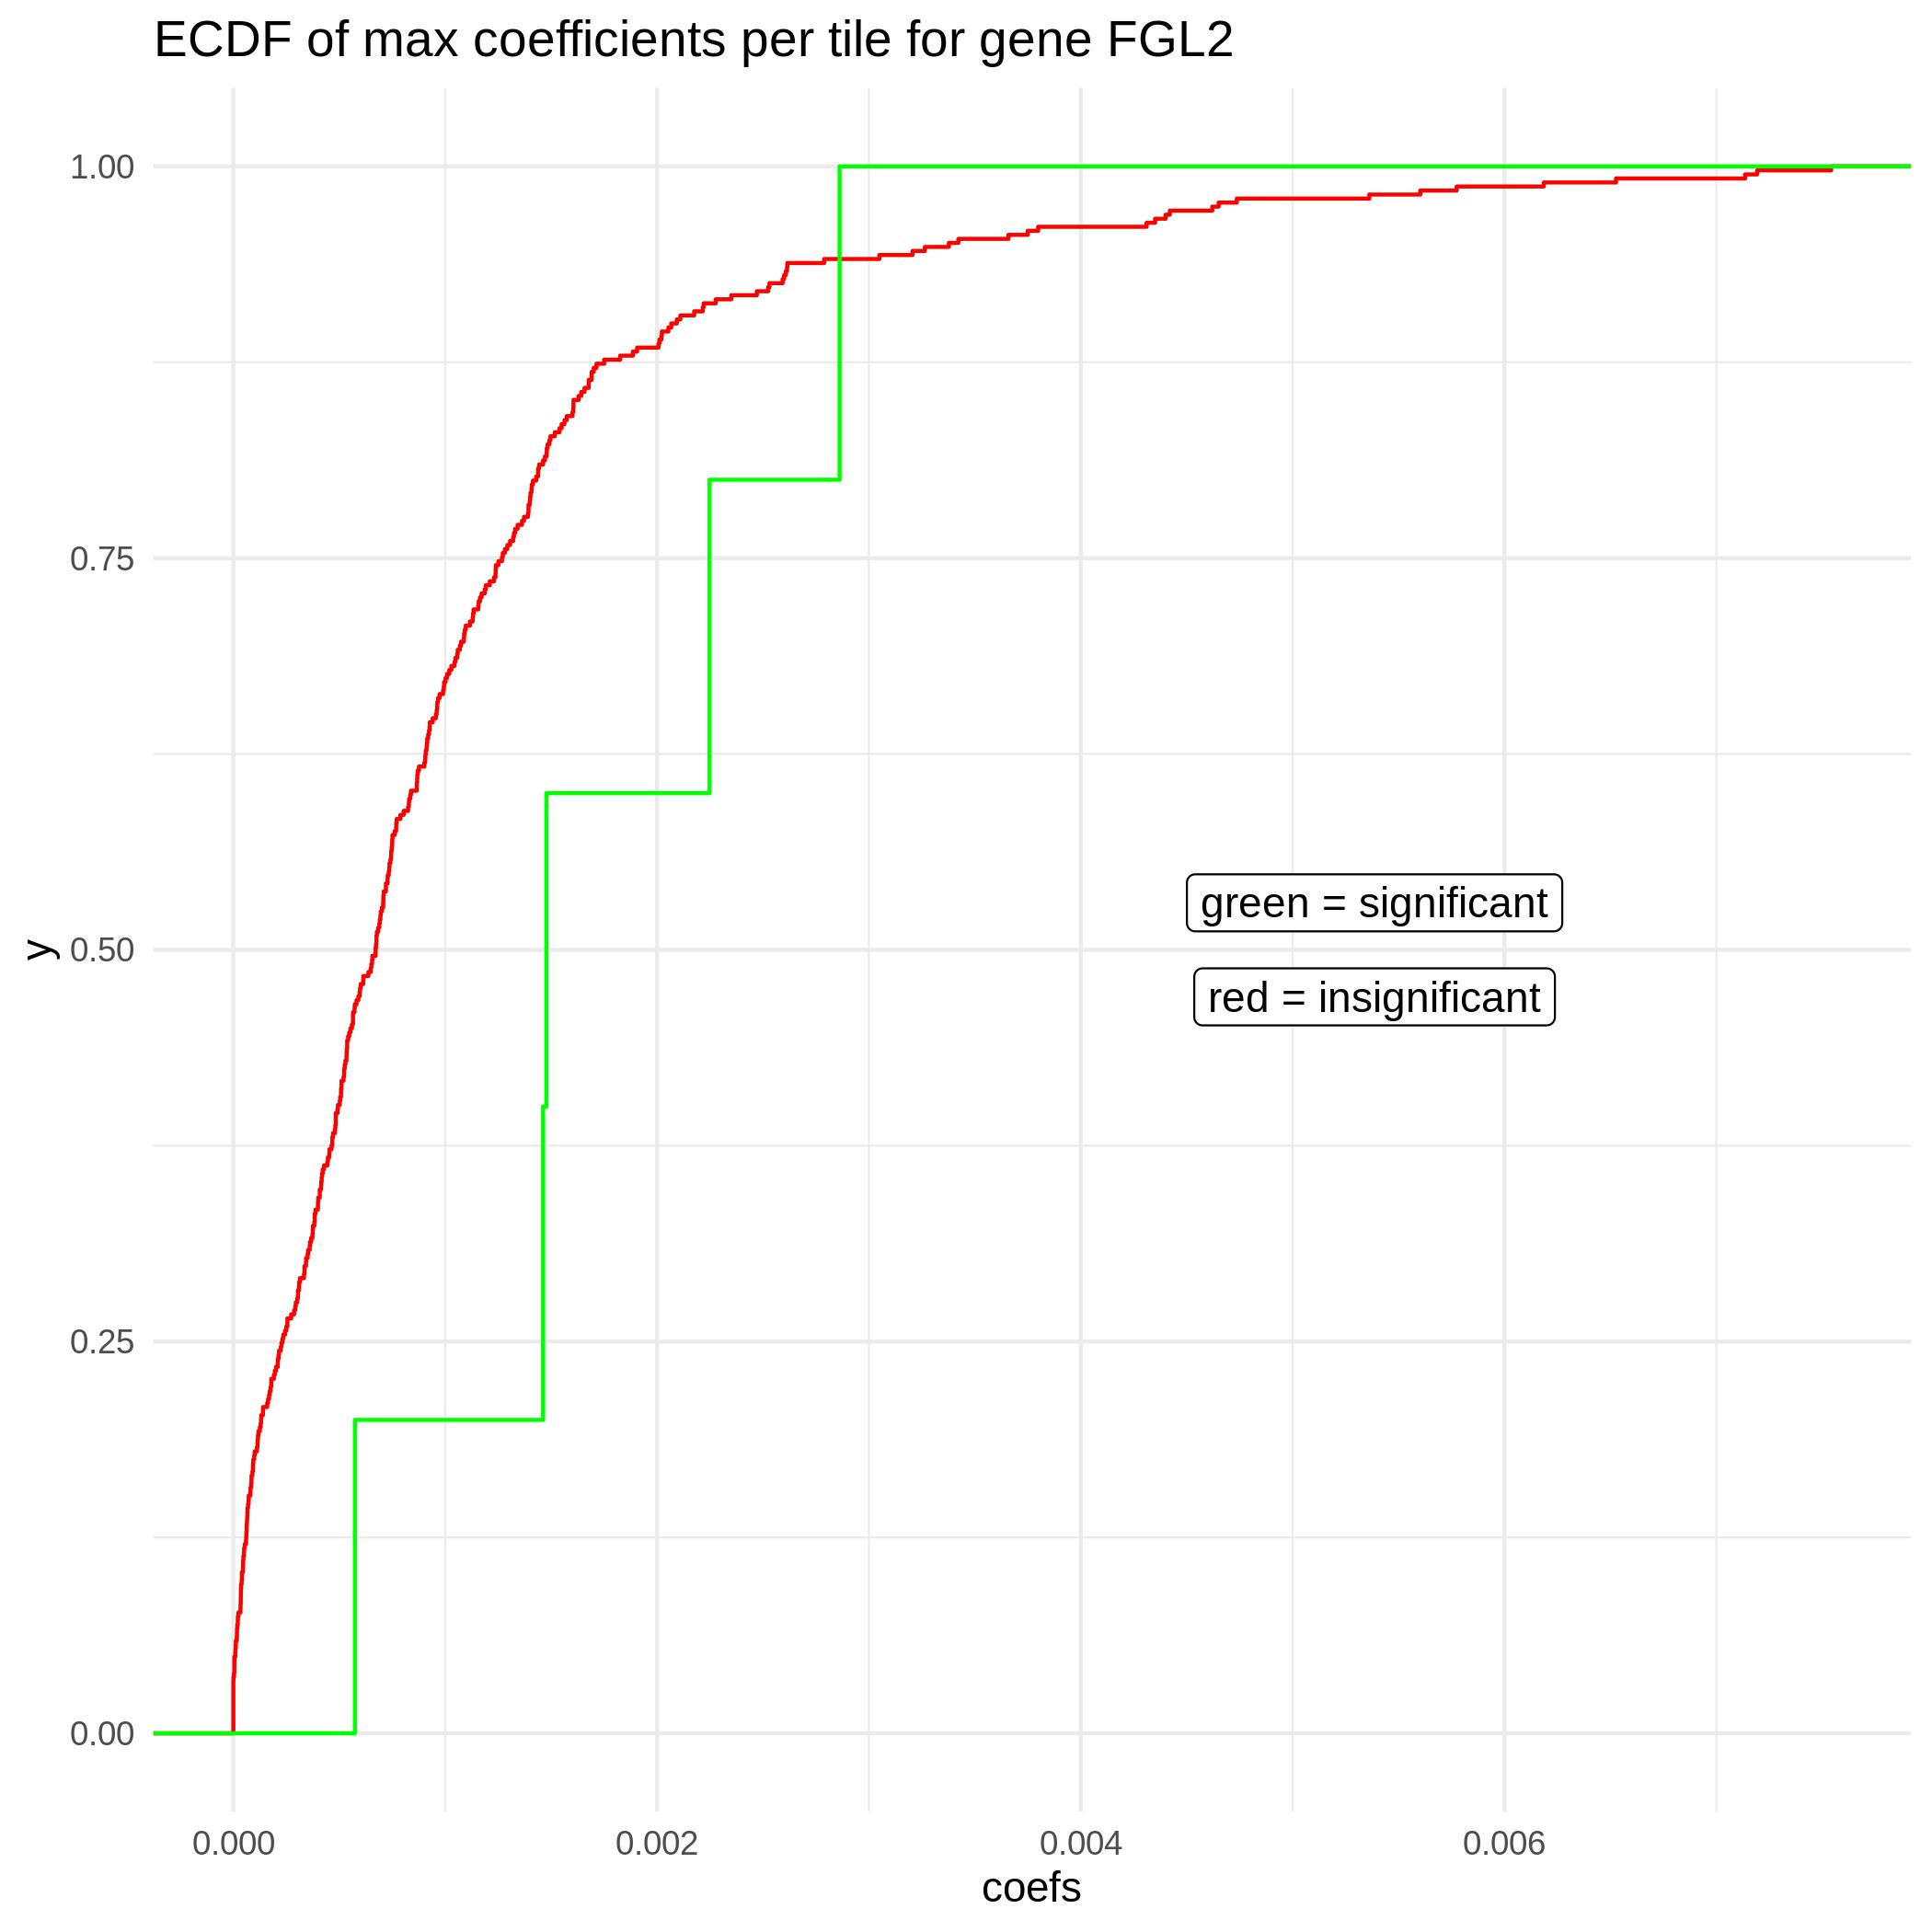 ECDF of max coefficients per tile for gene FGL2
1.00
0.75
0.50
0.25
0.00
y
green = significant
red = insignificant
0.000 0.002 0.004 0.006
coefs